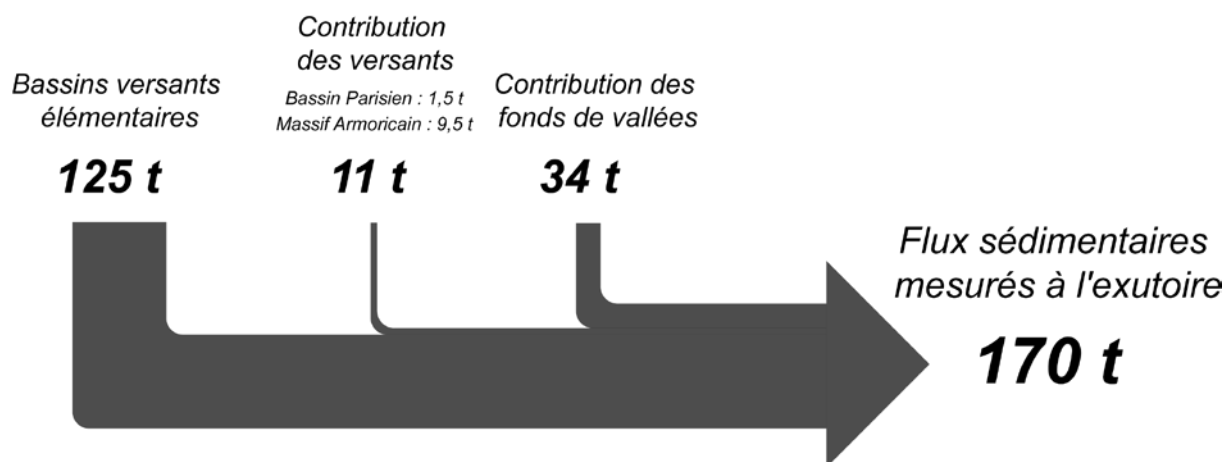 Bassins versants
élémentaires
125 t
Contribution
des versants
Bassin Parisien : 1,5 t
Massif Armoricain : 9,5 t
11 t
Contribution des
fonds de vallées
34 t
Flux sédimentaires
mesurés à l'exutoire
170 t